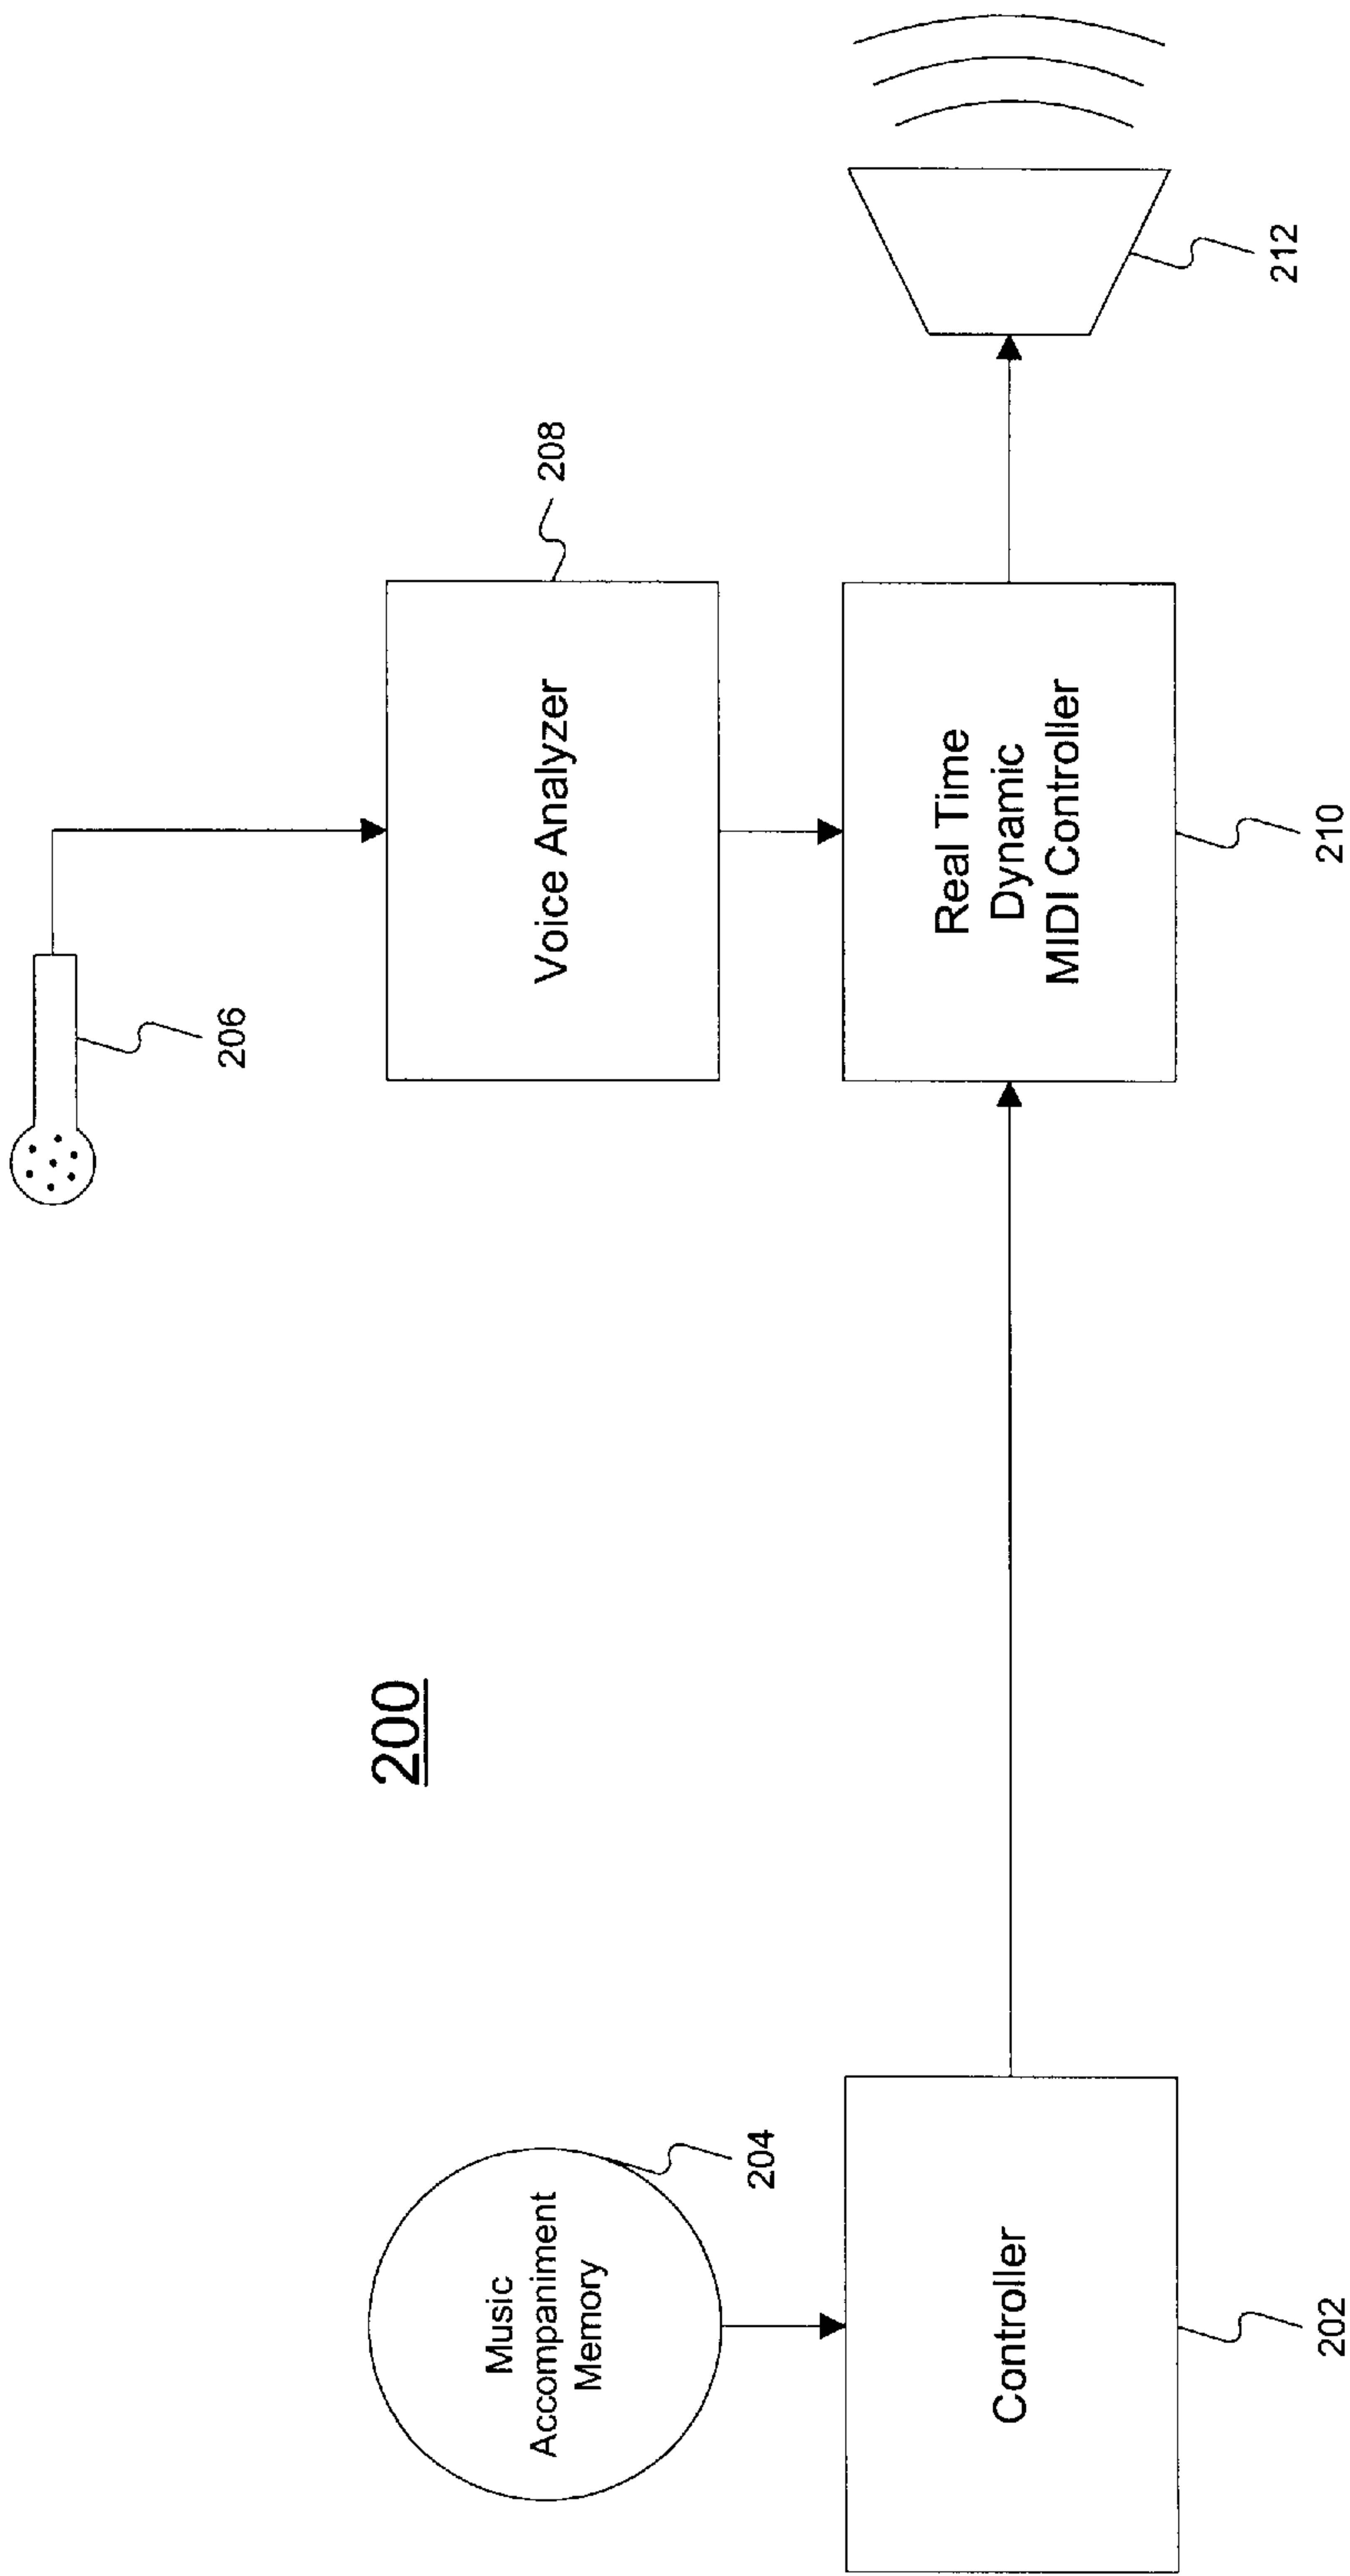 206
208
Voice Analyzer
200
Music
Accompaniment
Memory
204
Controller
202
Real Time
Dynamic
MIDI Controller
210
212